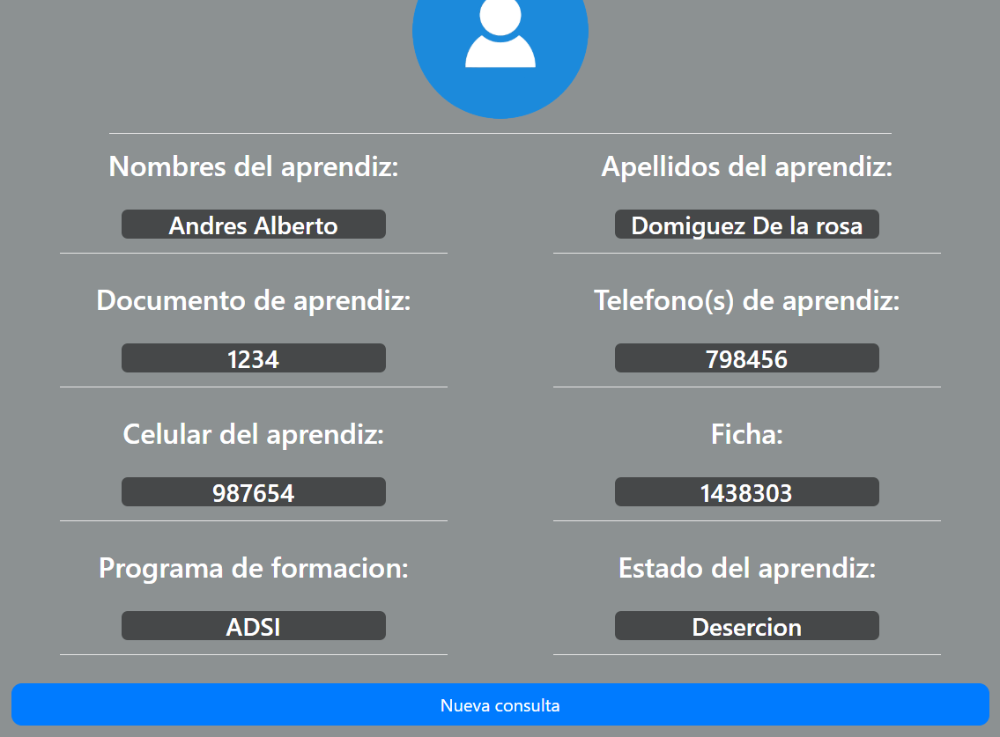 Nombres del aprendiz:
Apellidos del aprendiz:
Andres Alberto
Domiguez De la rosa
Documento de aprendiz:
Telefono(s) de aprendiz:
1234
798456
Celular del aprendiz:
Ficha:
987654
1438303
Programa de formacion:
Estado del aprendiz:
ADSI
Desercion
Nueva consulta